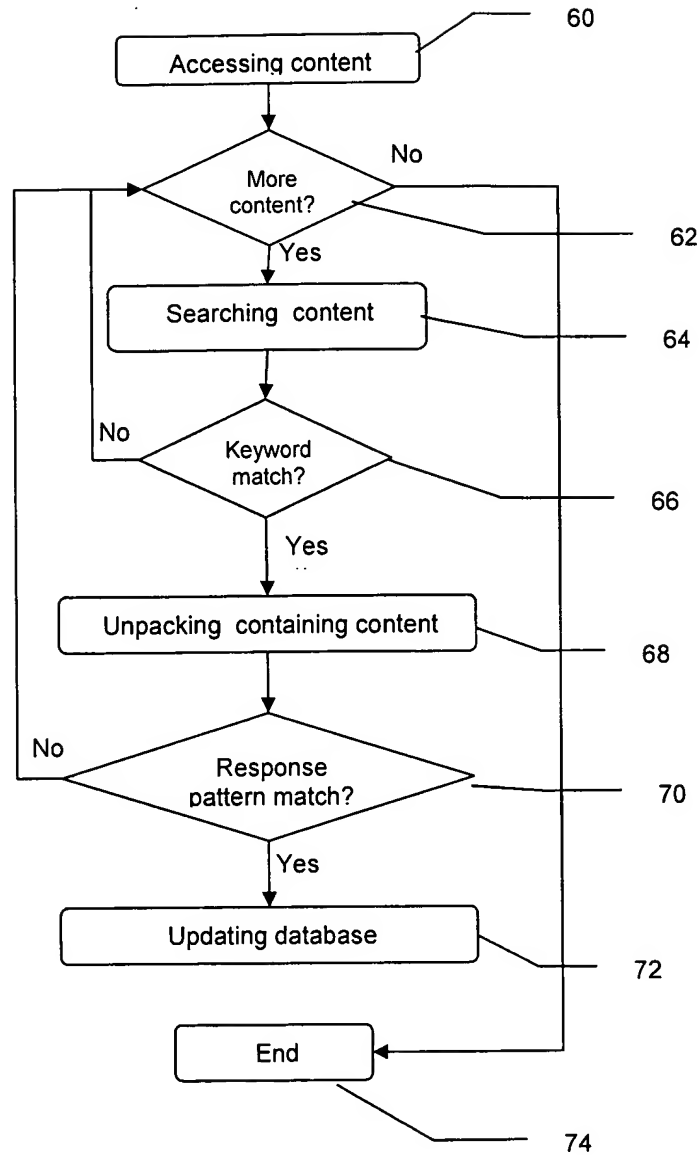 60
Accessing content
No
More
content?
62
Yes
Searching content
64
No
Keyword
match?
66
Yes
Unpacking containing content
68
No
Response
pattern match?
70
Yes
Updating database
72
End
74